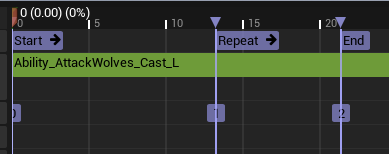 0 (0.00) (0%)
0 5 10 15 20
Start → Repeat → End
Ability_AttackWolves_Cast_L
0 1 2